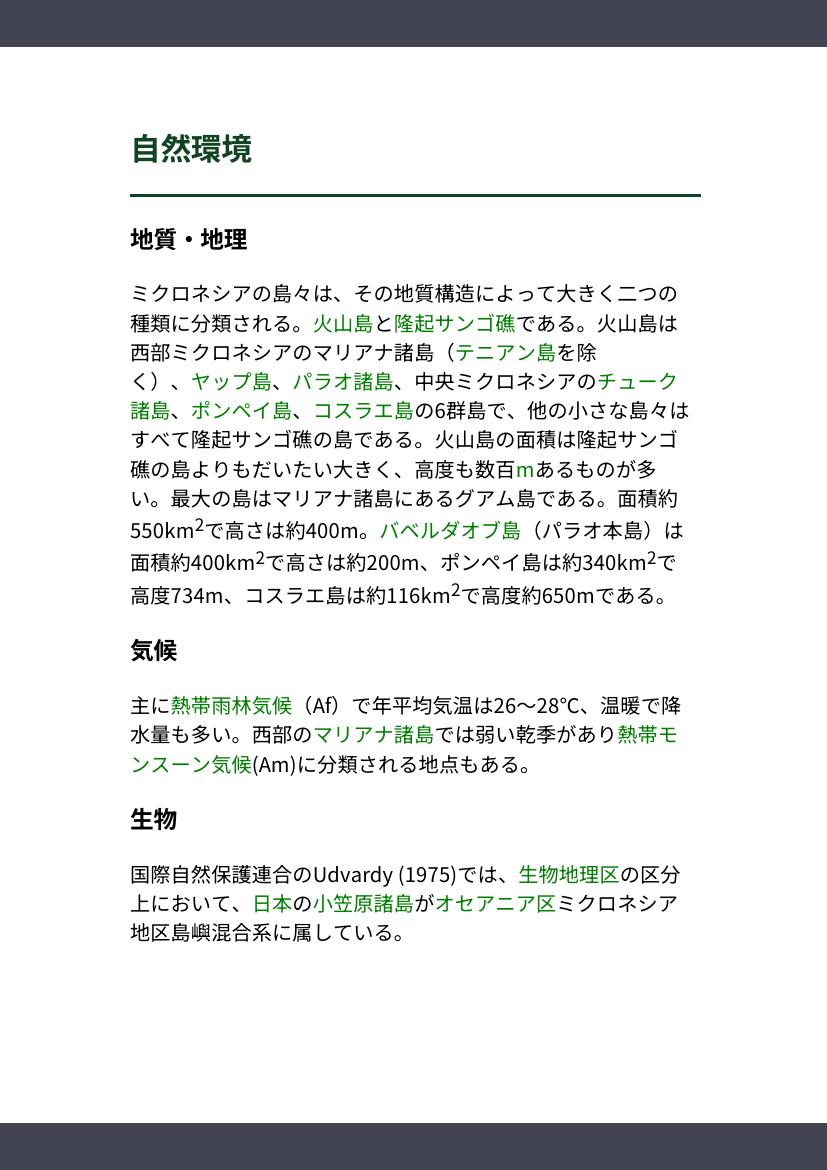 自然環境
地質・地理
ミクロネシアの島々は、その地質構造によって大きく二つの
種類に分類される。火山島と隆起サンゴ礁である。火山島は
西部ミクロネシアのマリアナ諸島（テニアン島を除
く）、ヤップ島、パラオ諸島、中央ミクロネシアのチューク
諸島、ポンペイ島、コスラエ島の6群島で、他の小さな島々は
すべて隆起サンゴ礁の島である。火山島の面積は隆起サンゴ
礁の島よりもだいたい大きく、高度も数百mあるものが多
い。最大の島はマリアナ諸島にあるグアム島である。面積約
550km²で高さは約400m。バベルダオブ島（パラオ本島）は
面積約400km²で高さは約200m、ポンペイ島は約340km²で
高度734m、コスラエ島は約116km²で高度約650mである。
気候
主に熱帯雨林気候（Af）で年平均気温は26〜28℃、温暖で降
水量も多い。西部のマリアナ諸島では弱い乾季があり熱帯モ
ンスーン気候(Am)に分類される地点もある。
生物
国際自然保護連合のUdvardy (1975)では、生物地理区の区分
上において、日本の小笠原諸島がオセアニア区ミクロネシア
地区島嶼混合系に属している。